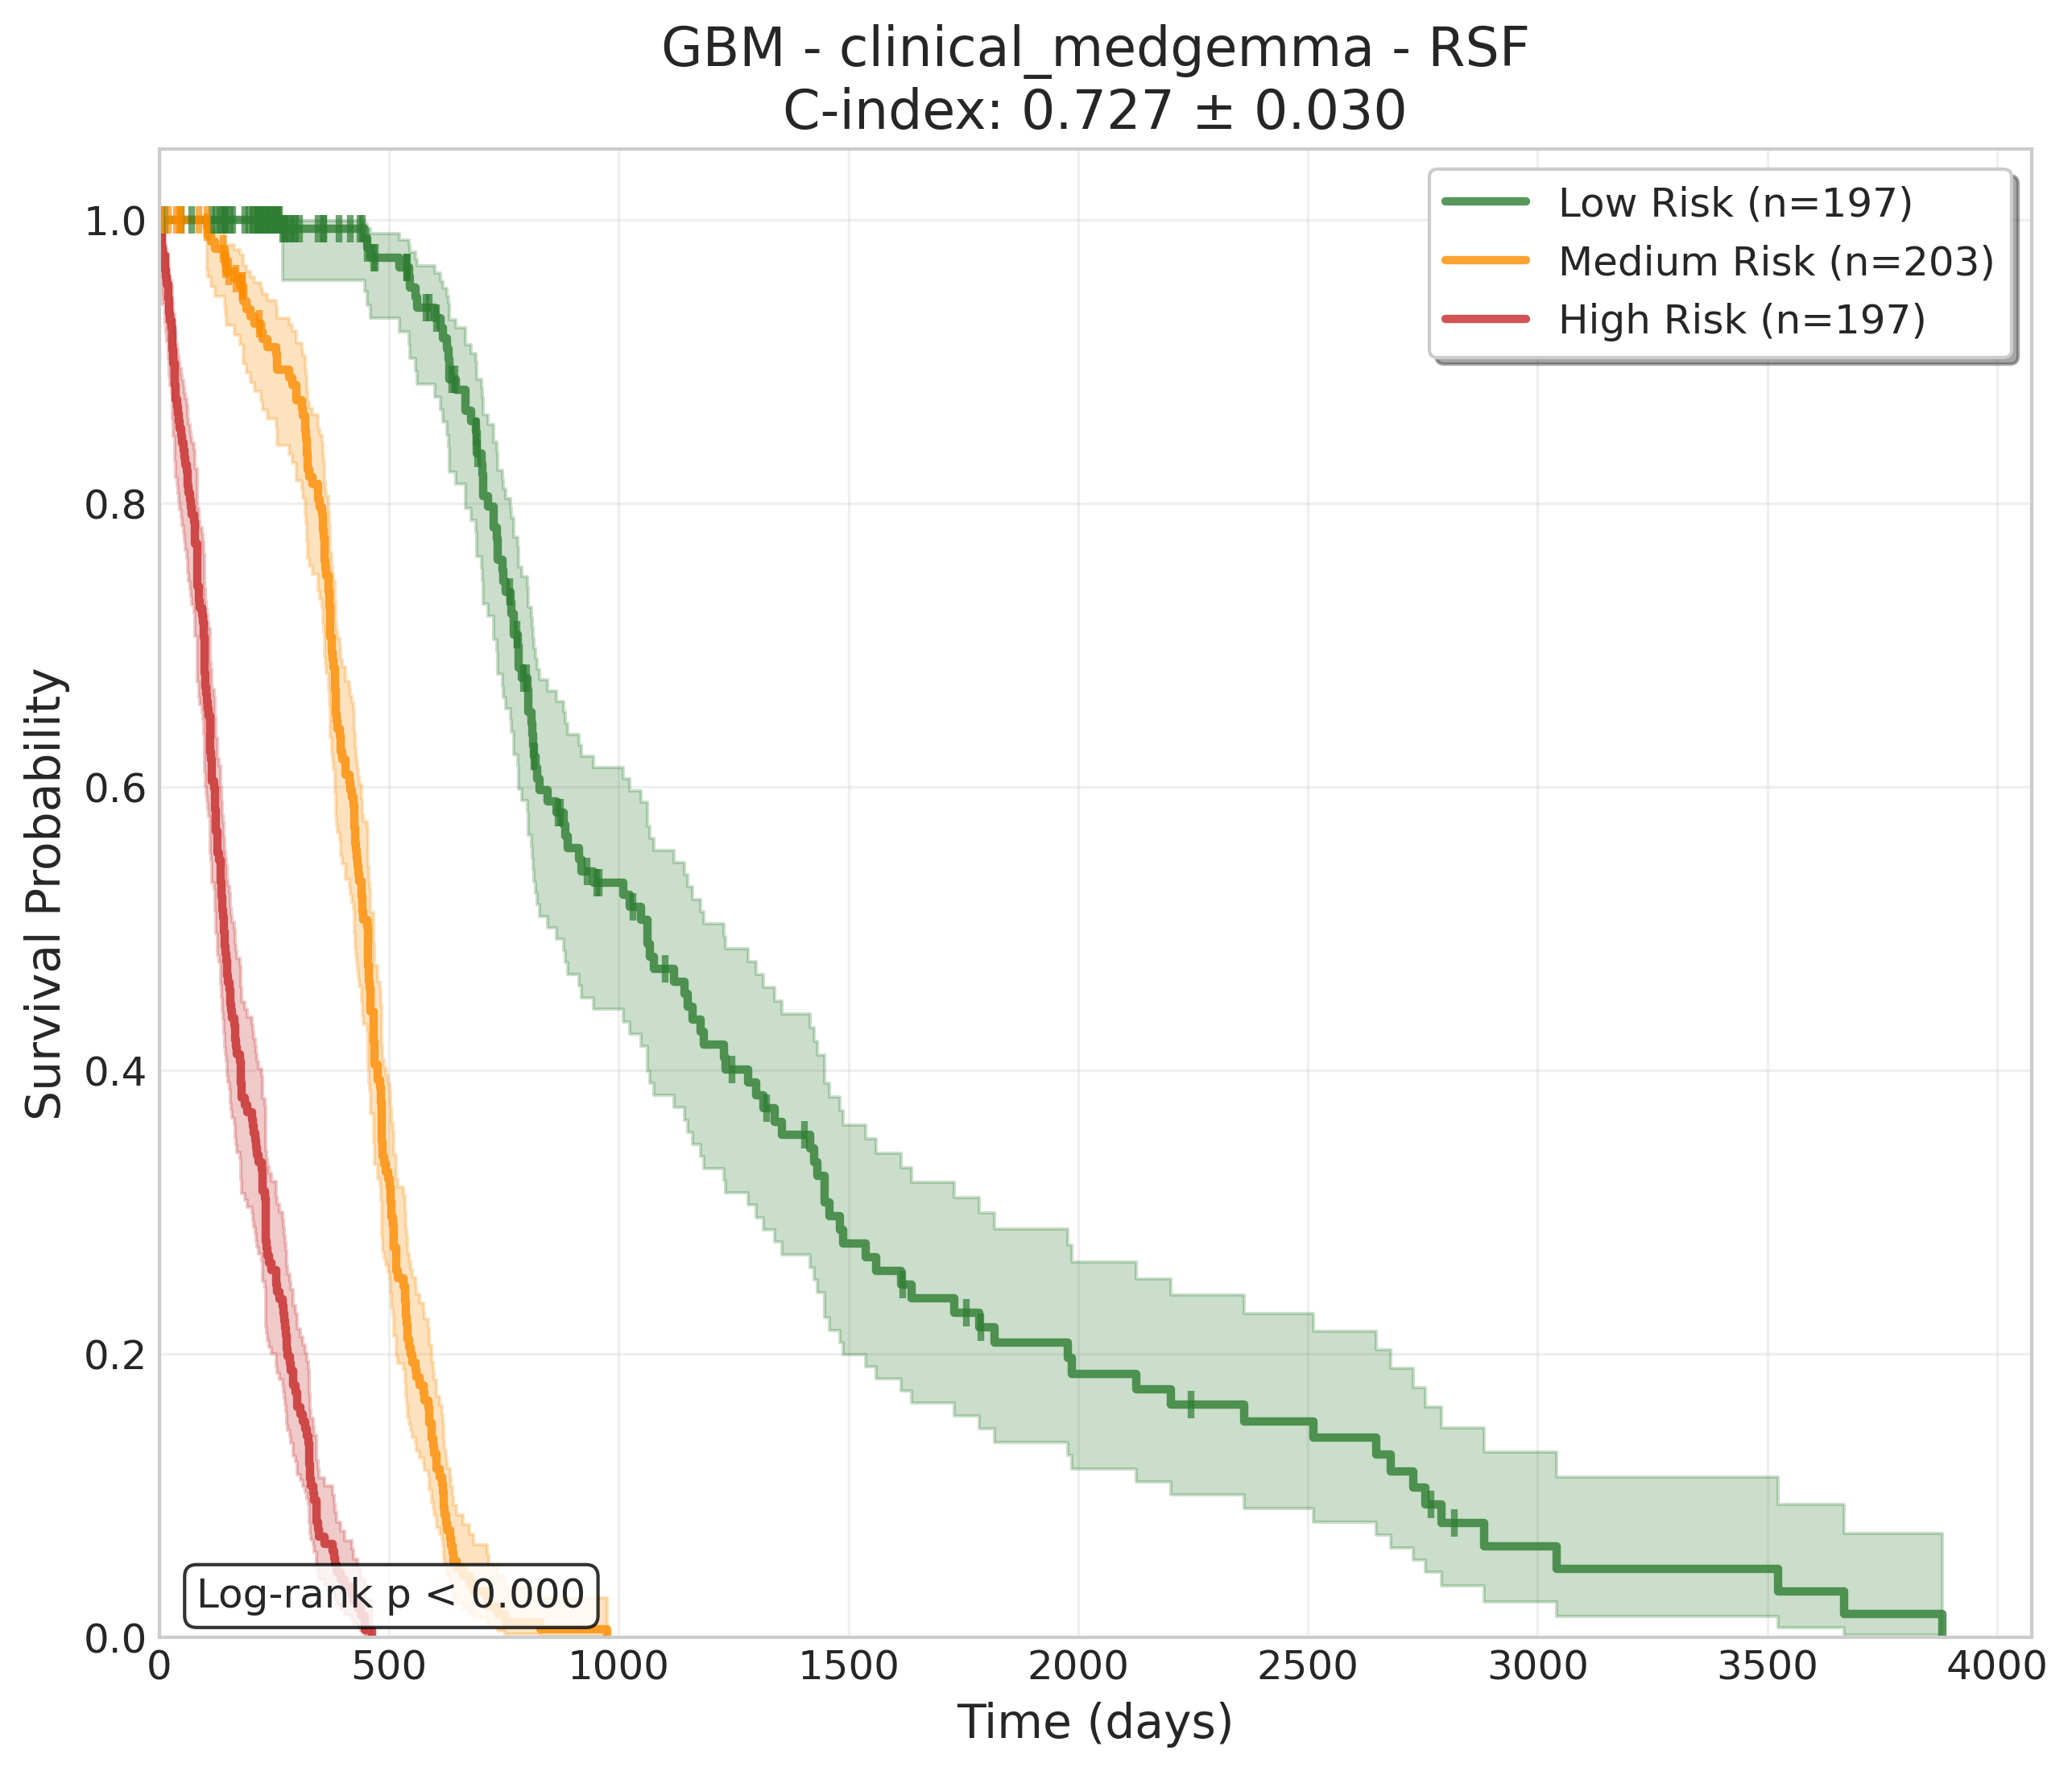 GBM - clinical_medgemma - RSF
C-index: 0.727 ± 0.030
Low Risk (n=197)
Medium Risk (n=203)
High Risk (n=197)
Survival Probability
1.0
0.8
0.6
0.4
0.2
0.0
Log-rank p < 0.000
0 500 1000 1500 2000 2500 3000 3500 4000
Time (days)